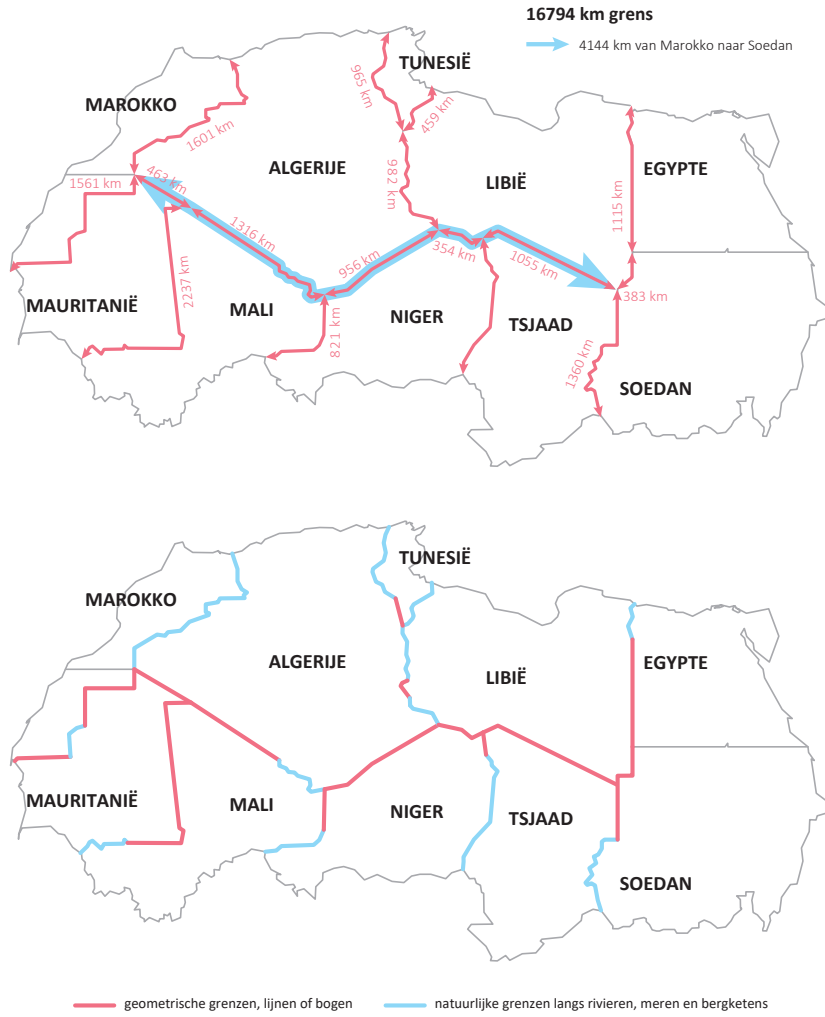 16794 km grens
4144 km van Marokko naar Soedan
TUNESIË
965 km
459 km
MAROKKO
1601 km
ALGERIJE
982 km
LIBIË
EGYPTE
1561 km
463 km
1115 km
1316 km
956 km
354 km
1055 km
MAURITANIË
2237 km
MALI
821 km
NIGER
TSJAAD
383 km
1360 km
SOEDAN
TUNESIË
MAROKKO
ALGERIJE
LIBIË
EGYPTE
MAURITANIË
MALI
NIGER
TSJAAD
SOEDAN
geometrische grenzen, lijnen of bogen
natuurlijke grenzen langs rivieren, meren en bergketens